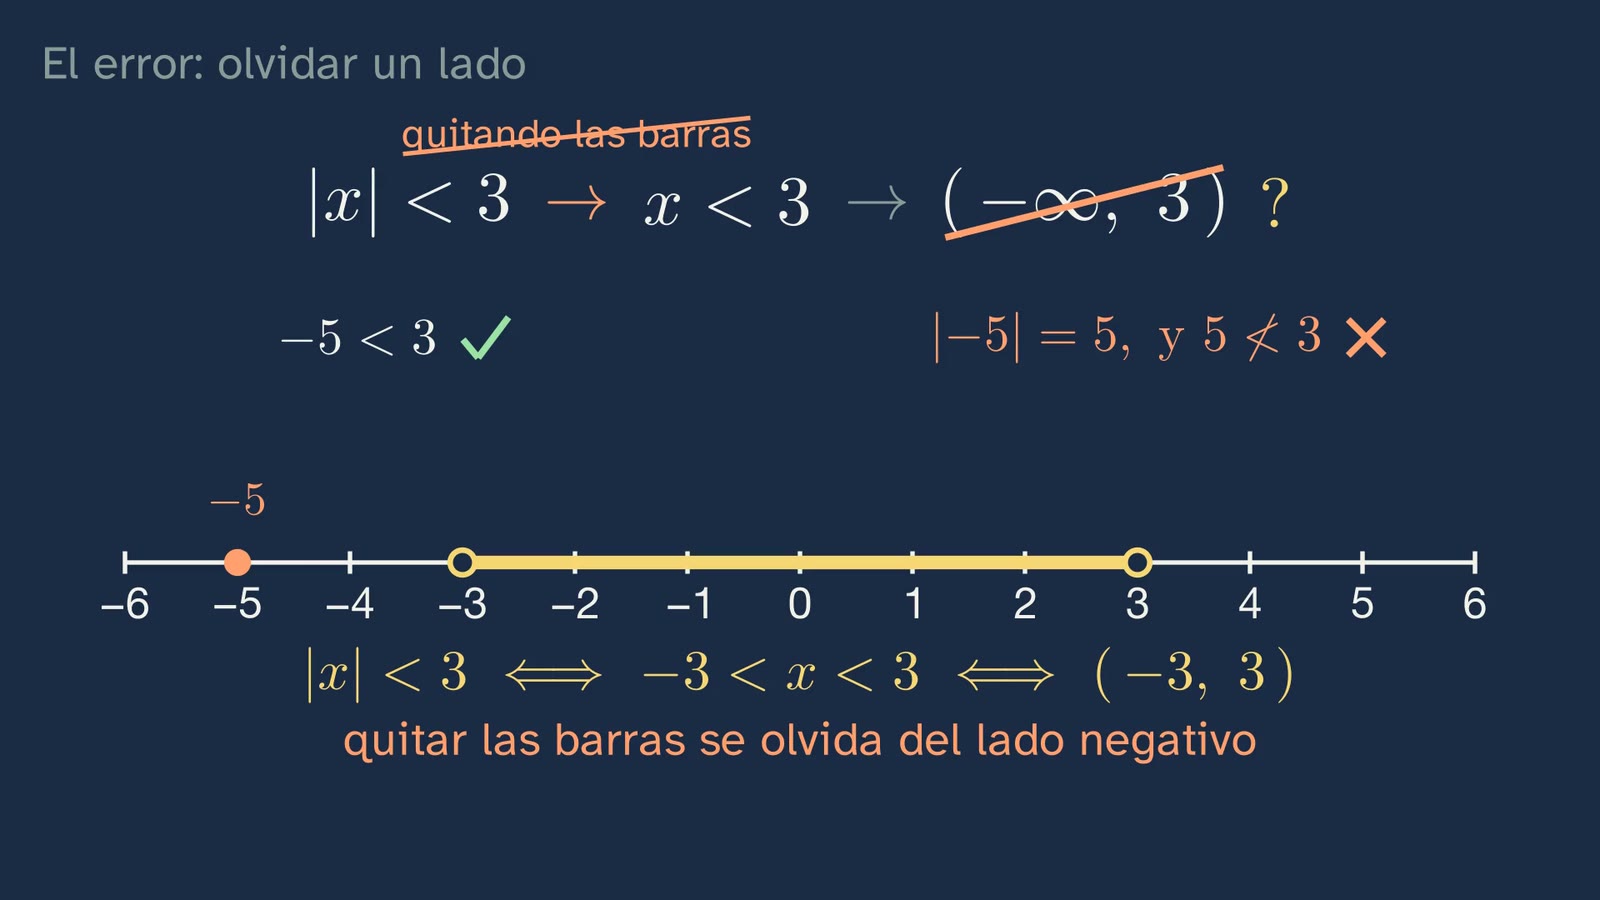 El error: olvidar un lado
quitando las barras
|x| < 3 → x < 3 → (−∞, 3) ?
−5 < 3 ✓
|−5| = 5, y 5 ≮ 3 ✕
−5
−6 −5 −4 −3 −2 −1 0 1 2 3 4 5 6
|x| < 3 ⟺ −3 < x < 3 ⟺ (−3, 3)
quitar las barras se olvida del lado negativo